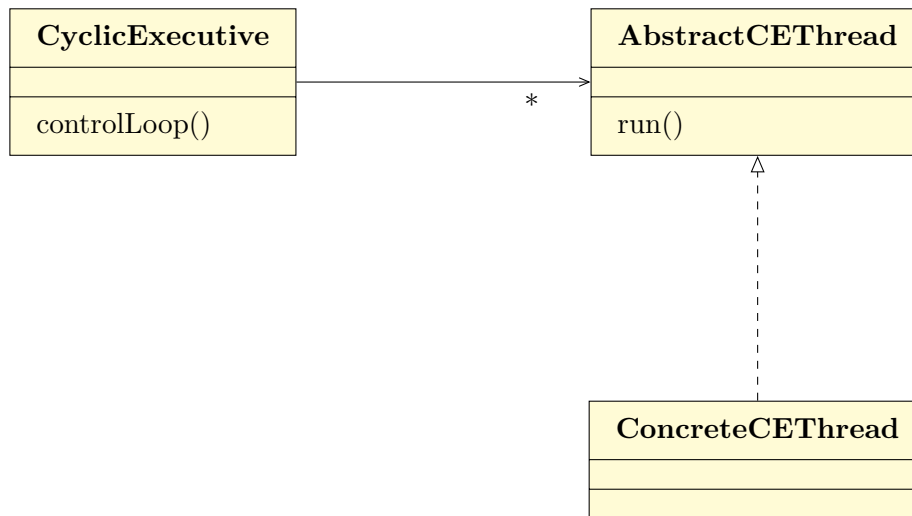 CyclicExecutive
controlLoop()
AbstractCEThread
run()
*
ConcreteCEThread